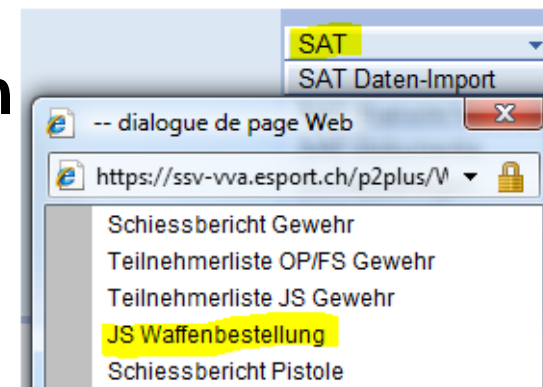 SAT
SAT Daten-Import
n
-- dialogue de page Web
https://ssv-vva.esport.ch/p2plus/V
Schiessbericht Gewehr
Teilnehmerliste OP/FS Gewehr
Teilnehmerliste JS Gewehr
JS Waffenbestellung
Schiessbericht Pistole